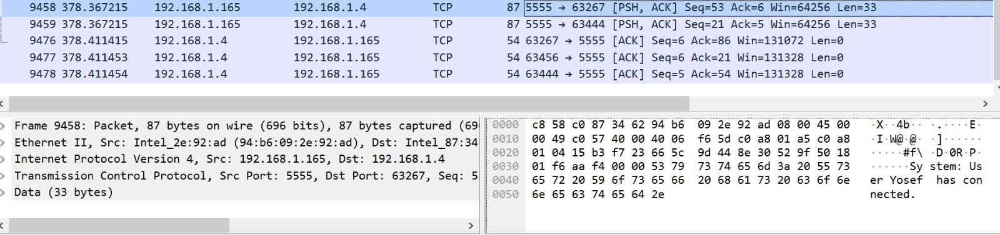 9458 378.367215 192.168.1.165 192.168.1.4 TCP 87 5555 → 63267 [PSH, ACK] Seq=53 Ack=6 Win=64256 Len=33
9459 378.367215 192.168.1.165 192.168.1.4 TCP 87 5555 → 63444 [PSH, ACK] Seq=21 Ack=5 Win=64256 Len=33
9476 378.411415 192.168.1.4 192.168.1.165 TCP 54 63267 → 5555 [ACK] Seq=6 Ack=86 Win=131072 Len=0
9477 378.411453 192.168.1.4 192.168.1.165 TCP 54 63456 → 5555 [ACK] Seq=6 Ack=21 Win=131328 Len=0
9478 378.411454 192.168.1.4 192.168.1.165 TCP 54 63444 → 5555 [ACK] Seq=5 Ack=54 Win=131328 Len=0
Frame 9458: Packet, 87 bytes on wire (696 bits), 87 bytes captured (696
Ethernet II, Src: Intel_2e:92:ad (94:b6:09:2e:92:ad), Dst: Intel_87:34
Internet Protocol Version 4, Src: 192.168.1.165, Dst: 192.168.1.4
Transmission Control Protocol, Src Port: 5555, Dst Port: 63267, Seq: 5
Data (33 bytes)
0000 c8 58 c0 87 34 62 94 b6 09 2e 92 ad 08 00 45 00 ·X··4b·· ·.····E·
0010 00 49 c0 57 40 00 40 06 f6 5d c0 a8 01 a5 c0 a8 ·I·W@·@· ·]······
0020 01 04 15 b3 f7 23 66 5c 9d 44 8e 30 52 9f 50 18 ·····#f\ ·D·0R·P·
0030 01 f6 aa f4 00 00 53 79 73 74 65 6d 3a 20 55 73 ······Sy stem: Us
0040 65 72 20 59 6f 73 65 66 20 68 61 73 20 63 6f 6e er Yosef has con
0050 6e 65 63 74 65 64 2e nected.